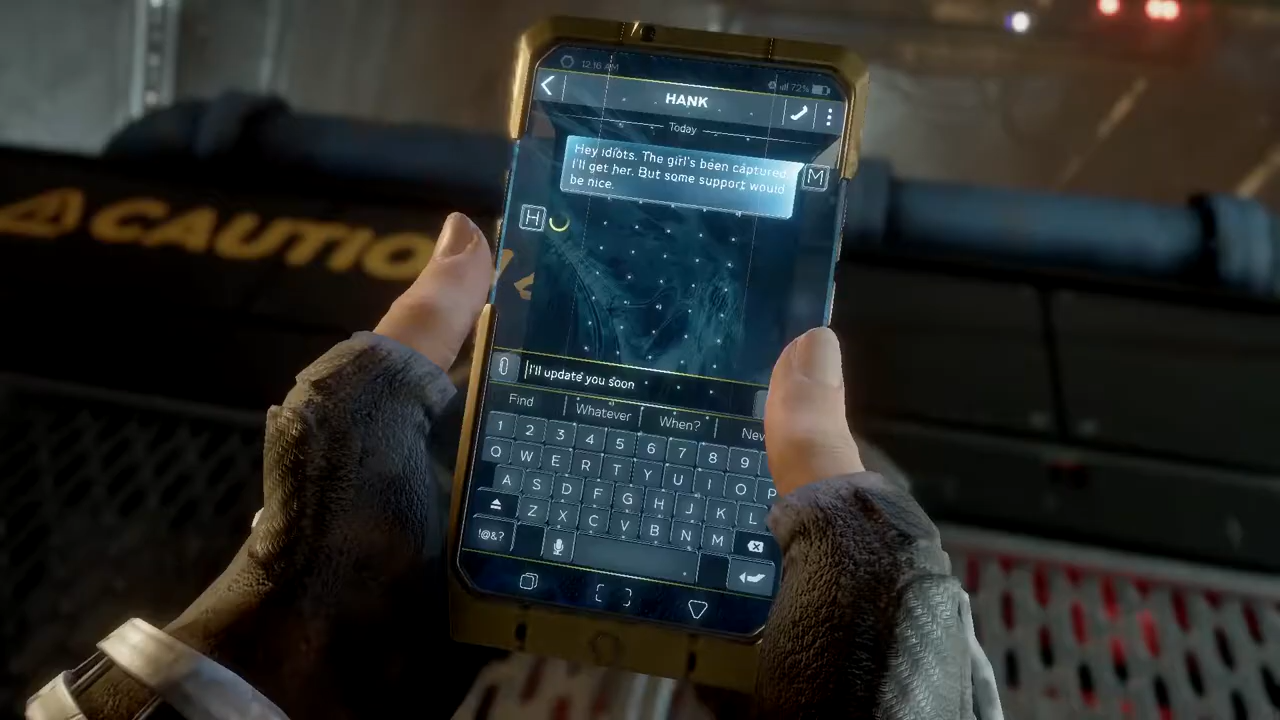 12:16 AM
72%
HANK
Today
Hey idiots. The girl's been captured.
I'll get her. But some support would
be nice.
M
H
CAUTION
I'll update you soon
Find Whatever When?
1 2 3 4 5 6 7 8 9
Q W E R T Y U I O P
A S D F G H J K L
Z X C V B N M
!@&?